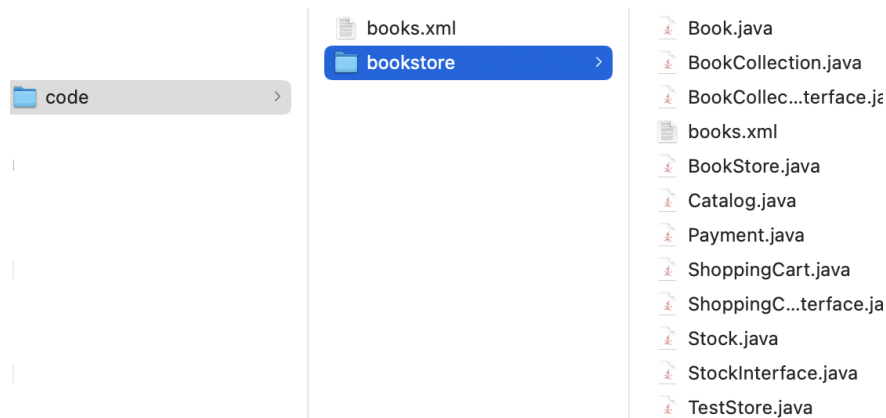 code
books.xml
bookstore
Book.java
BookCollection.java
BookCollec...terface.ja
books.xml
BookStore.java
Catalog.java
Payment.java
ShoppingCart.java
ShoppingC...terface.ja
Stock.java
StockInterface.java
TestStore.java